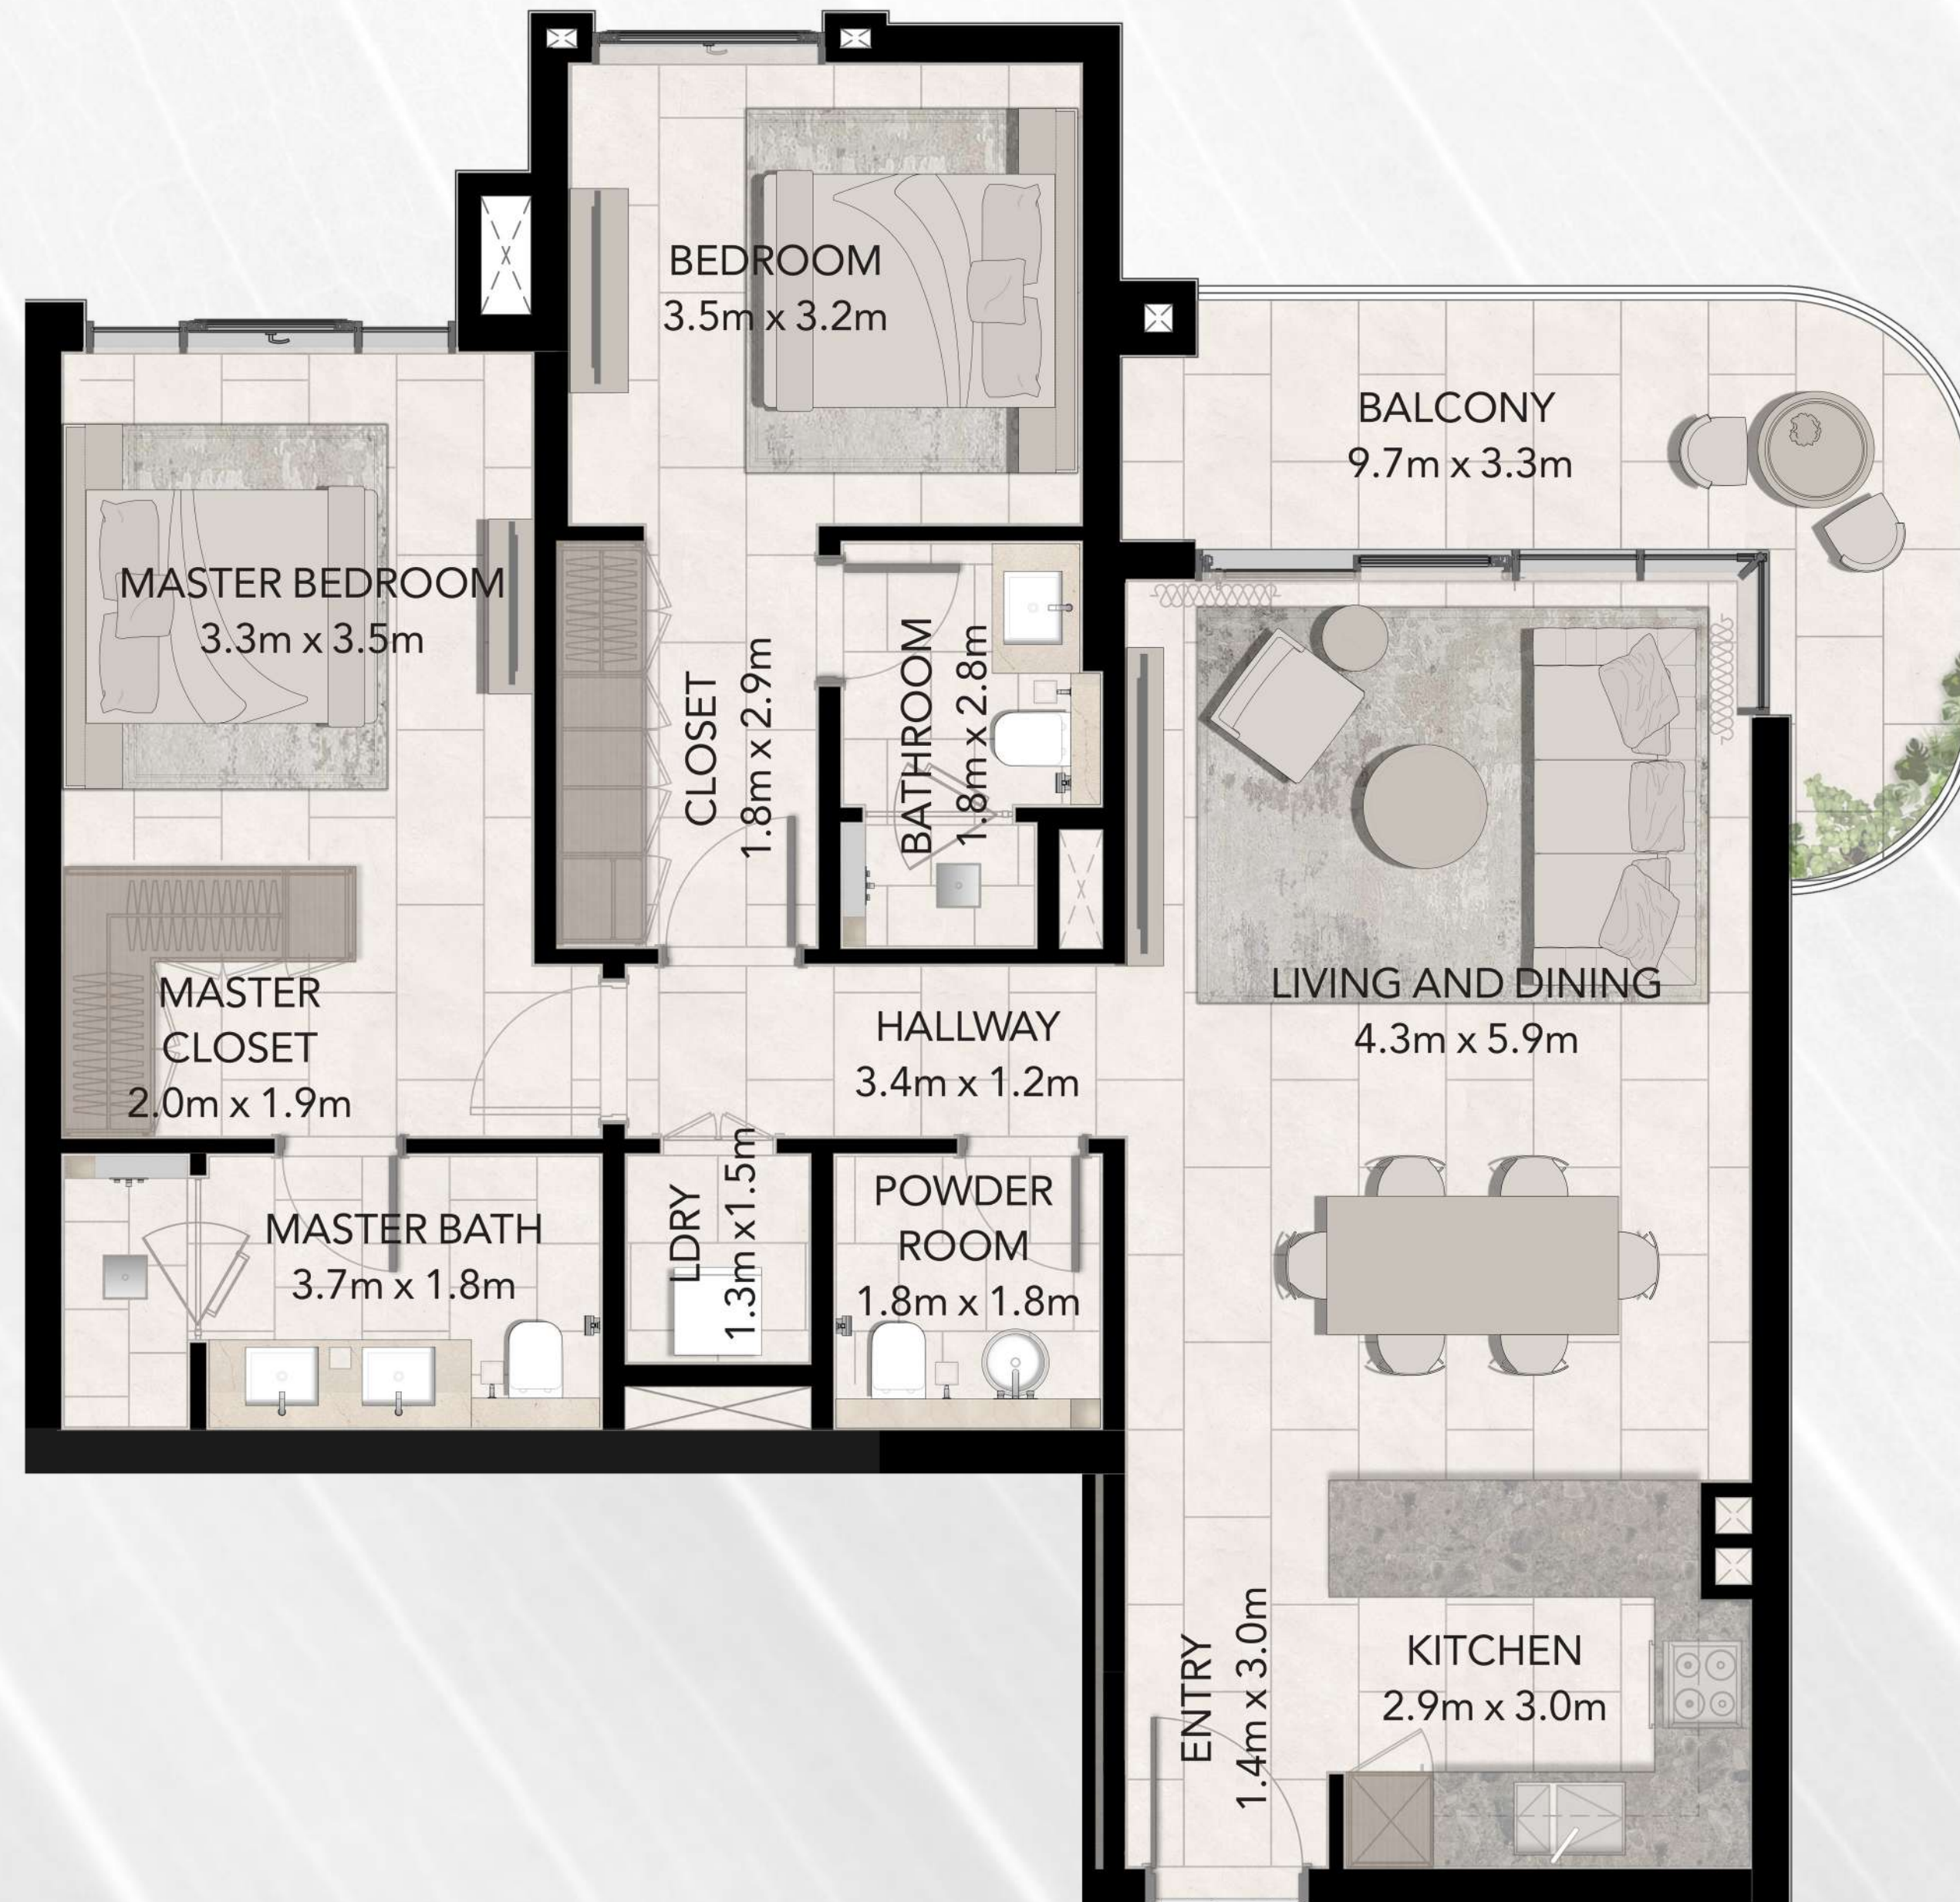 BEDROOM
3.5m x 3.2m
BALCONY
9.7m x 3.3m
MASTER BEDROOM
3.3m x 3.5m
CLOSET
1.8m x 2.9m
BATHROOM
1.8m x 2.8m
MASTER
CLOSET
2.0m x 1.9m
HALLWAY
3.4m x 1.2m
LIVING AND DINING
4.3m x 5.9m
MASTER BATH
3.7m x 1.8m
LDRY
1.3m x1.5m
POWDER
ROOM
1.8m x 1.8m
ENTRY
1.4m x 3.0m
KITCHEN
2.9m x 3.0m